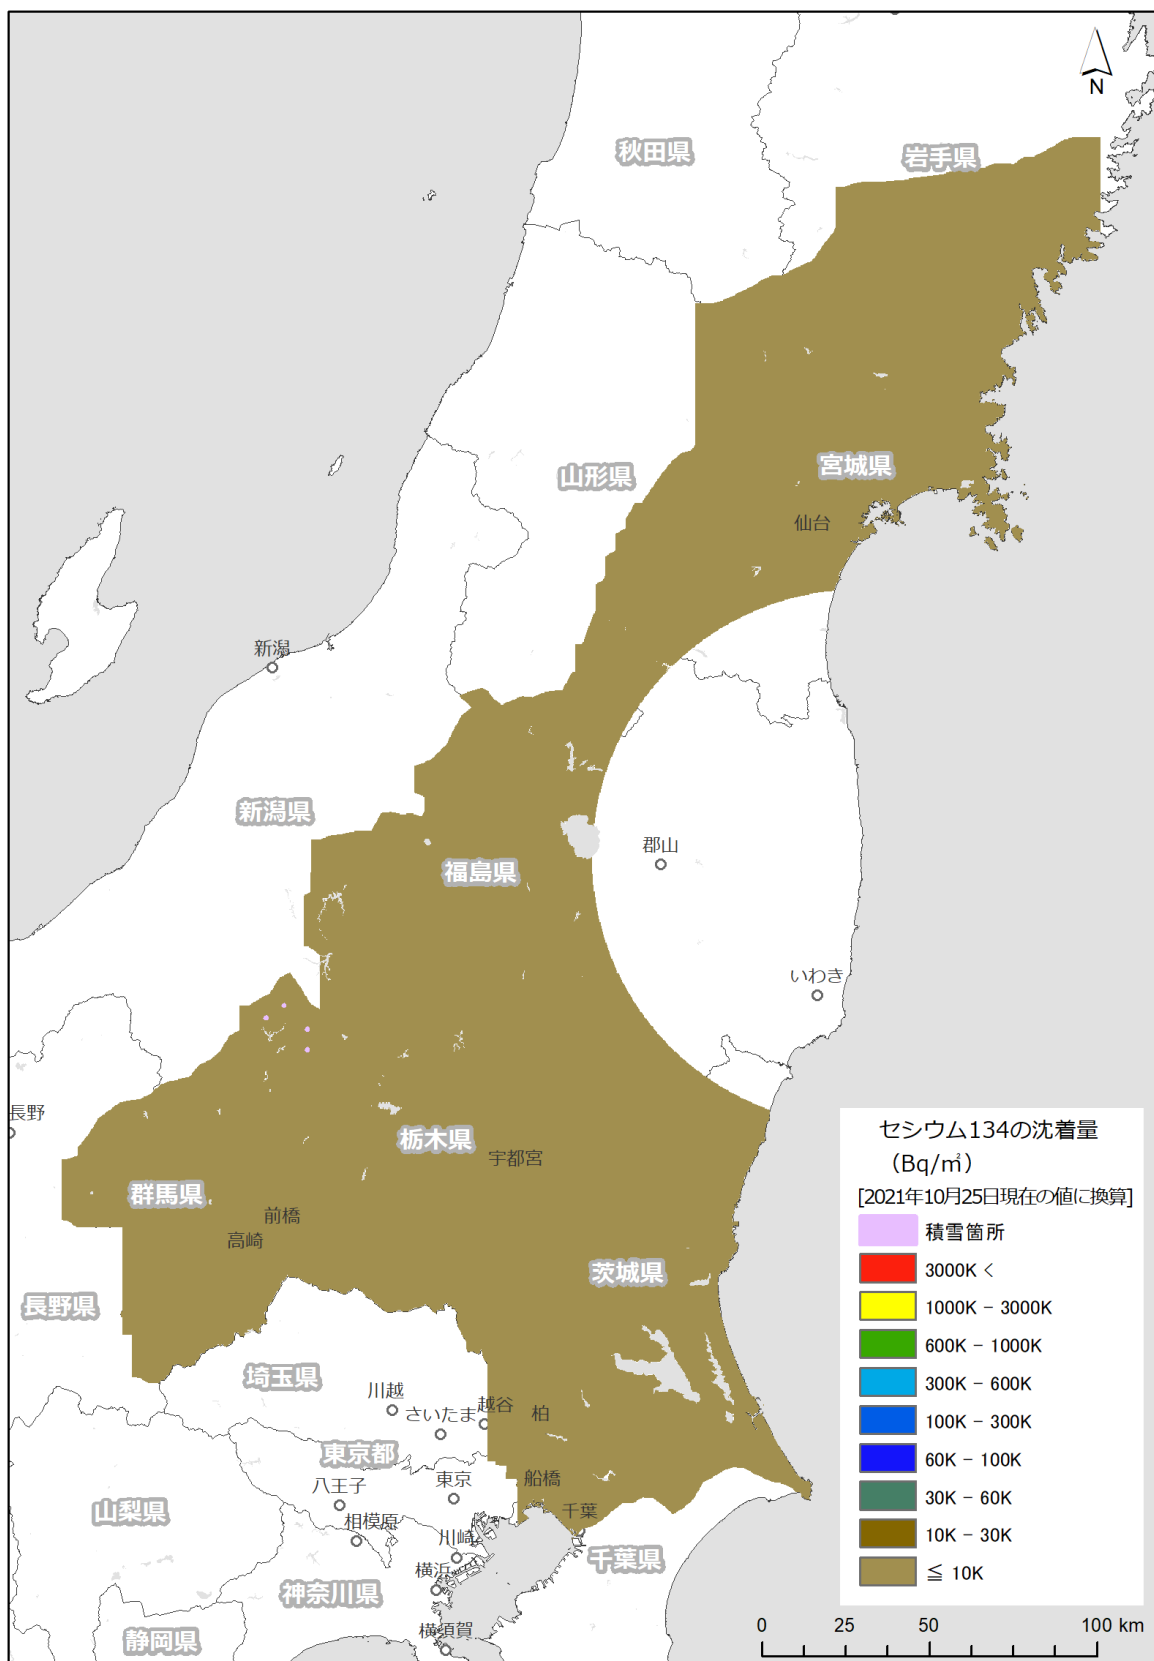 N
秋田県
岩手県
山形県
宮城県
仙台
新潟
新潟県
郡山
福島県
いわき
長野
栃木県
宇都宮
群馬県
前橋
高崎
茨城県
長野県
埼玉県
川越
さいたま
越谷
柏
東京都
八王子
東京
船橋
千葉
山梨県
相模原
川崎
千葉県
横浜
神奈川県
静岡県
横須賀
セシウム134の沈着量
（Bq/㎡）
[2021年10月25日現在の値に換算]
積雪箇所
3000K <
1000K - 3000K
600K - 1000K
300K - 600K
100K - 300K
60K - 100K
30K - 60K
10K - 30K
≦ 10K
0 25 50 100 km